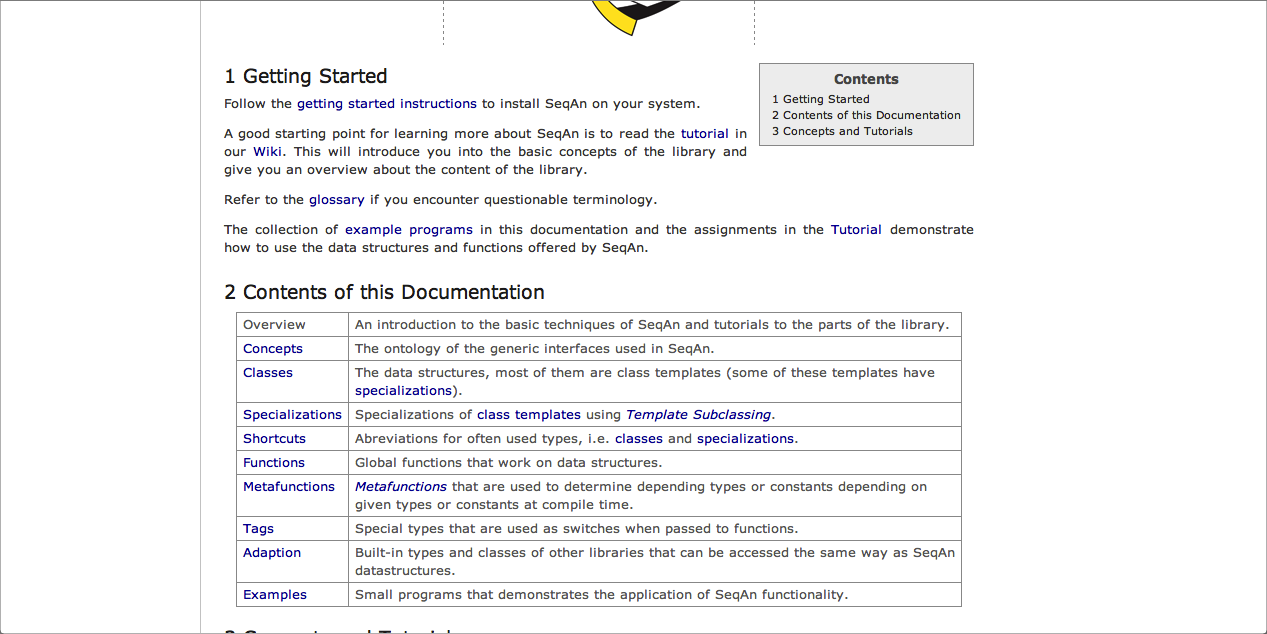 1 Getting Started
Contents
1 Getting Started
2 Contents of this Documentation
3 Concepts and Tutorials
Follow the getting started instructions to install SeqAn on your system.
A good starting point for learning more about SeqAn is to read the tutorial in
our Wiki. This will introduce you into the basic concepts of the library and
give you an overview about the content of the library.
Refer to the glossary if you encounter questionable terminology.
The collection of example programs in this documentation and the assignments in the Tutorial demonstrate
how to use the data structures and functions offered by SeqAn.
2 Contents of this Documentation
Overview An introduction to the basic techniques of SeqAn and tutorials to the parts of the library.
Concepts The ontology of the generic interfaces used in SeqAn.
Classes The data structures, most of them are class templates (some of these templates have
specializations).
Specializations Specializations of class templates using Template Subclassing.
Shortcuts Abreviations for often used types, i.e. classes and specializations.
Functions Global functions that work on data structures.
Metafunctions Metafunctions that are used to determine depending types or constants depending on
given types or constants at compile time.
Tags Special types that are used as switches when passed to functions.
Adaption Built-in types and classes of other libraries that can be accessed the same way as SeqAn
datastructures.
Examples Small programs that demonstrates the application of SeqAn functionality.